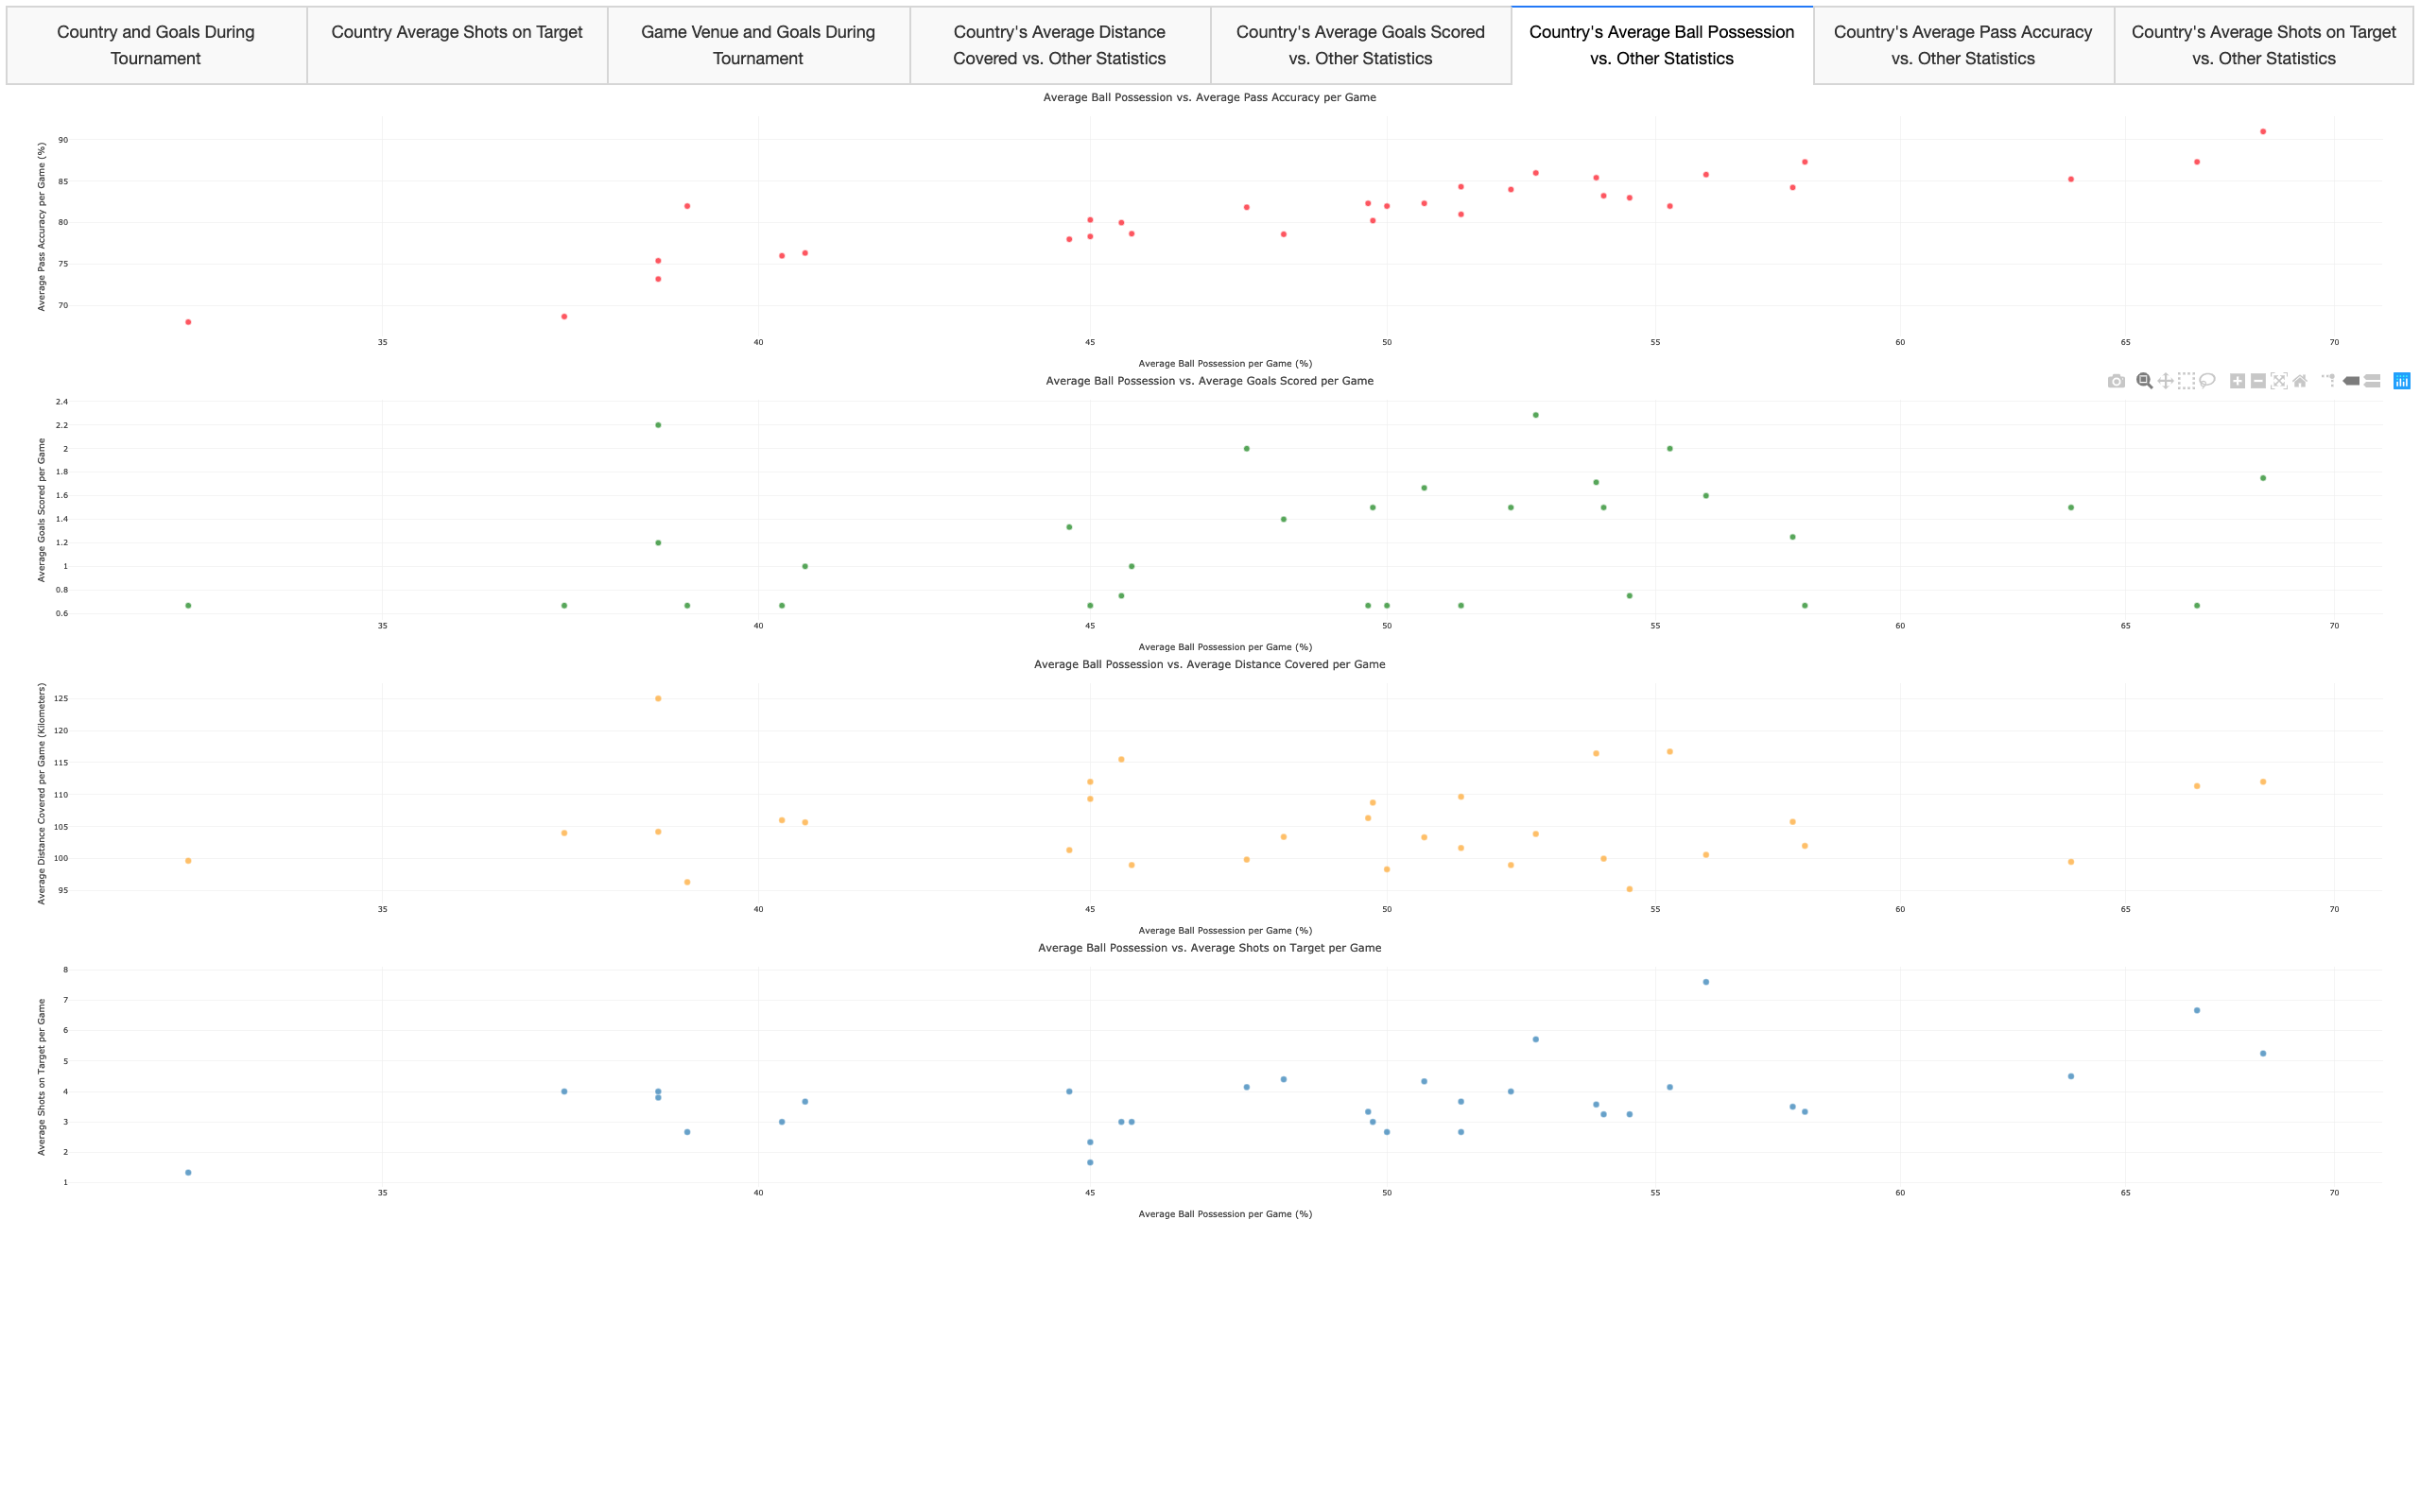 Country and Goals During
Tournament
Country Average Shots on Target
Game Venue and Goals During
Tournament
Country's Average Distance
Covered vs. Other Statistics
Country's Average Goals Scored
vs. Other Statistics
Country's Average Ball Possession
vs. Other Statistics
Country's Average Pass Accuracy
vs. Other Statistics
Country's Average Shots on Target
vs. Other Statistics
Average Ball Possession vs. Average Pass Accuracy per Game
Average Pass Accuracy per Game (%)
90
85
80
75
70
35 40 45 50 55 60 65 70
Average Ball Possession per Game (%)
Average Ball Possession vs. Average Goals Scored per Game
Average Goals Scored per Game
2.4
2.2
2
1.8
1.6
1.4
1.2
1
0.8
0.6
35 40 45 50 55 60 65 70
Average Ball Possession per Game (%)
Average Ball Possession vs. Average Distance Covered per Game
Average Distance Covered per Game (Kilometers)
125
120
115
110
105
100
95
35 40 45 50 55 60 65 70
Average Ball Possession per Game (%)
Average Ball Possession vs. Average Shots on Target per Game
Average Shots on Target per Game
8
7
6
5
4
3
2
1
35 40 45 50 55 60 65 70
Average Ball Possession per Game (%)